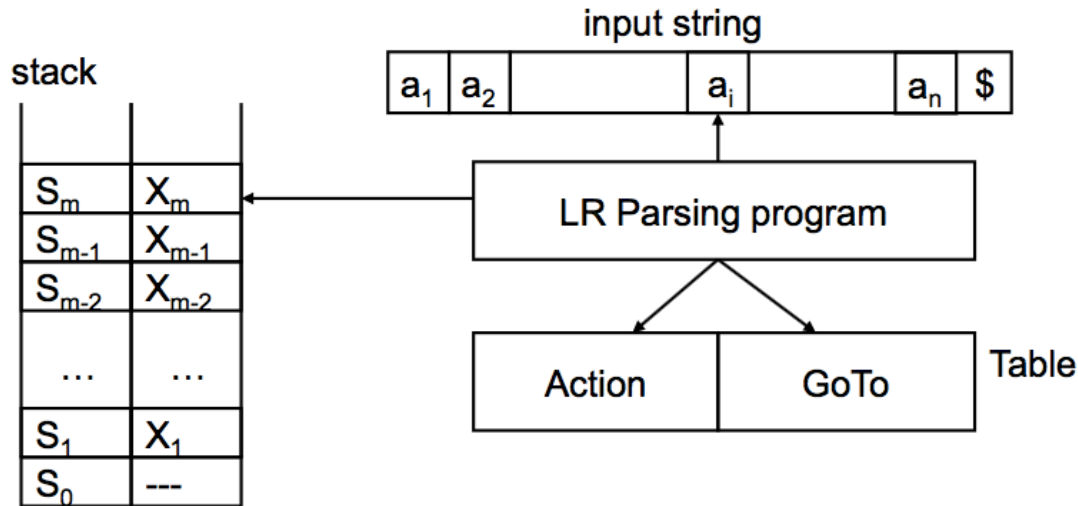 input string
stack
a₁ a₂ aᵢ aₙ $
Sₘ Xₘ
LR Parsing program
Sₘ₋₁ Xₘ₋₁
Sₘ₋₂ Xₘ₋₂
... ...
Action GoTo Table
S₁ X₁
S₀ ---